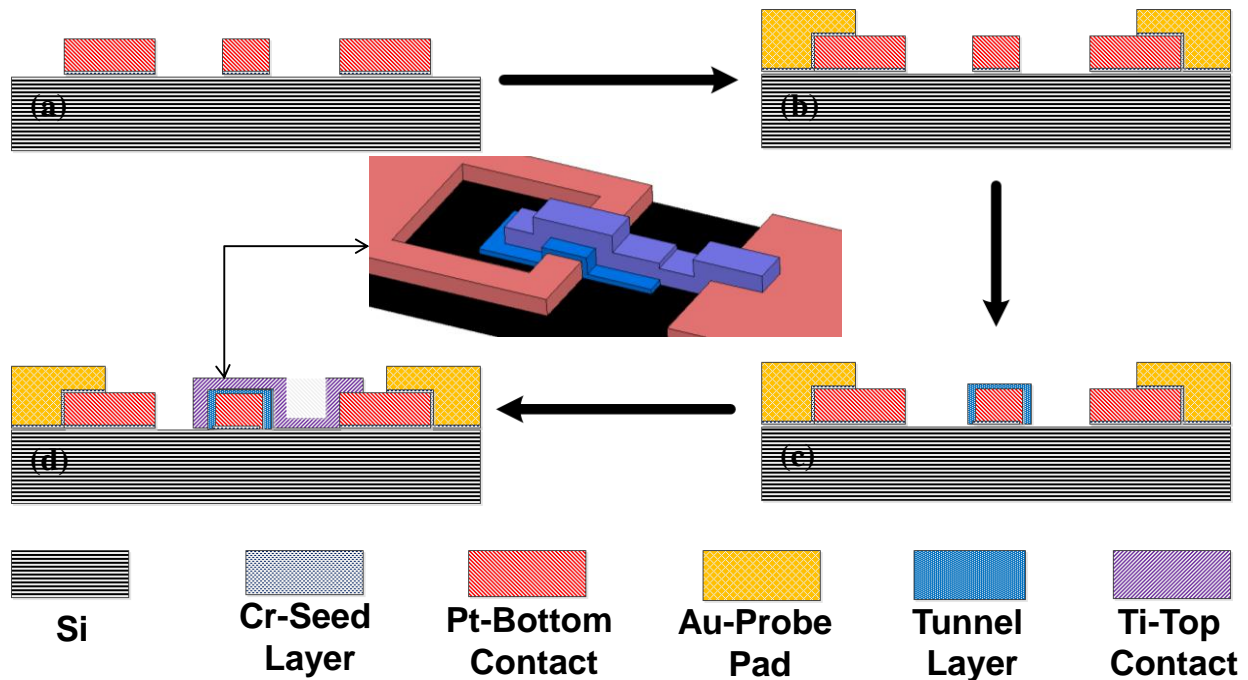 (a)
(b)
(d)
(c)
Si
Cr-Seed
Layer
Pt-Bottom
Contact
Au-Probe
Pad
Tunnel
Layer
Ti-Top
Contact